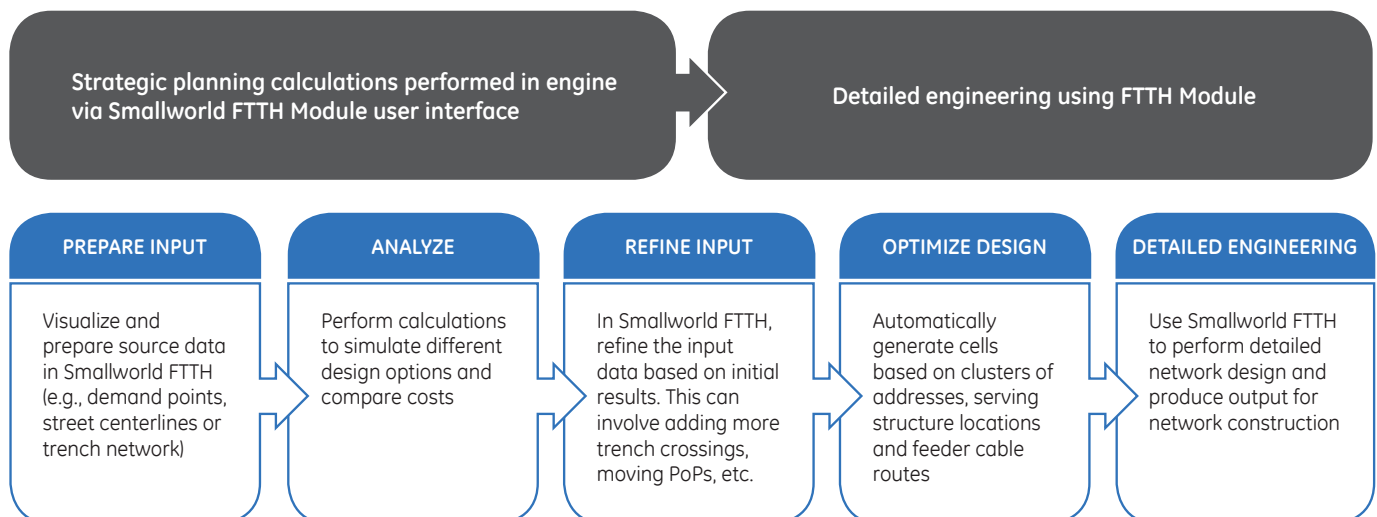 Strategic planning calculations performed in engine
via Smallworld FTTH Module user interface
Detailed engineering using FTTH Module
PREPARE INPUT
Visualize and
prepare source data
in Smallworld FTTH
(e.g., demand points,
street centerlines or
trench network)
ANALYZE
Perform calculations
to simulate different
design options and
compare costs
REFINE INPUT
In Smallworld FTTH,
refine the input
data based on initial
results. This can
involve adding more
trench crossings,
moving PoPs, etc.
OPTIMIZE DESIGN
Automatically
generate cells
based on clusters of
addresses, serving
structure locations
and feeder cable
routes
DETAILED ENGINEERING
Use Smallworld FTTH
to perform detailed
network design and
produce output for
network construction